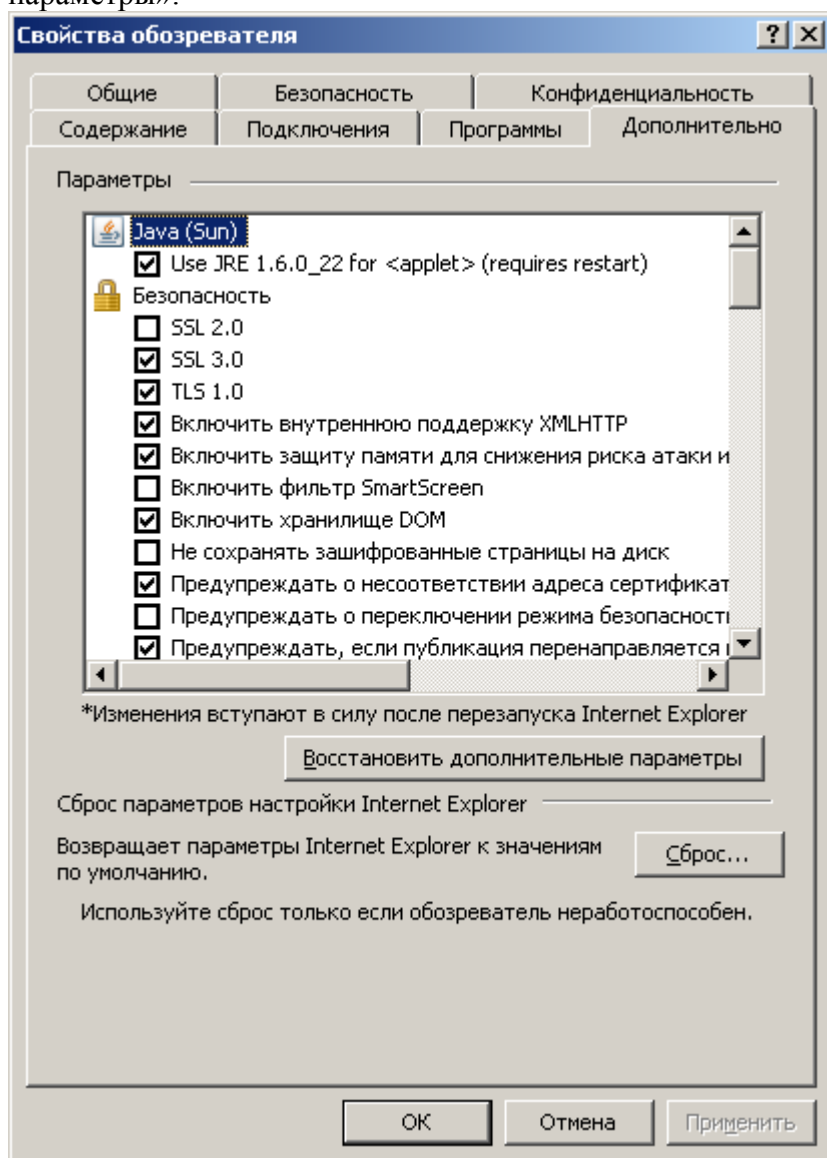 параметры».
Свойства обозревателя
Общие Безопасность Конфиденциальность
Содержание Подключения Программы Дополнительно
Параметры
Java (Sun)
Use JRE 1.6.0_22 for <applet> (requires restart)
Безопасность
SSL 2.0
SSL 3.0
TLS 1.0
Включить внутреннюю поддержку XMLHTTP
Включить защиту памяти для снижения риска атаки и
Включить фильтр SmartScreen
Включить хранилище DOM
Не сохранять зашифрованные страницы на диск
Предупреждать о несоответствии адреса сертификат
Предупреждать о переключении режима безопасност
Предупреждать, если публикация перенаправляется
*Изменения вступают в силу после перезапуска Internet Explorer
Восстановить дополнительные параметры
Сброс параметров настройки Internet Explorer
Возвращает параметры Internet Explorer к значениям
по умолчанию.
Сброс...
Используйте сброс только если обозреватель неработоспособен.
ОК Отмена Применить